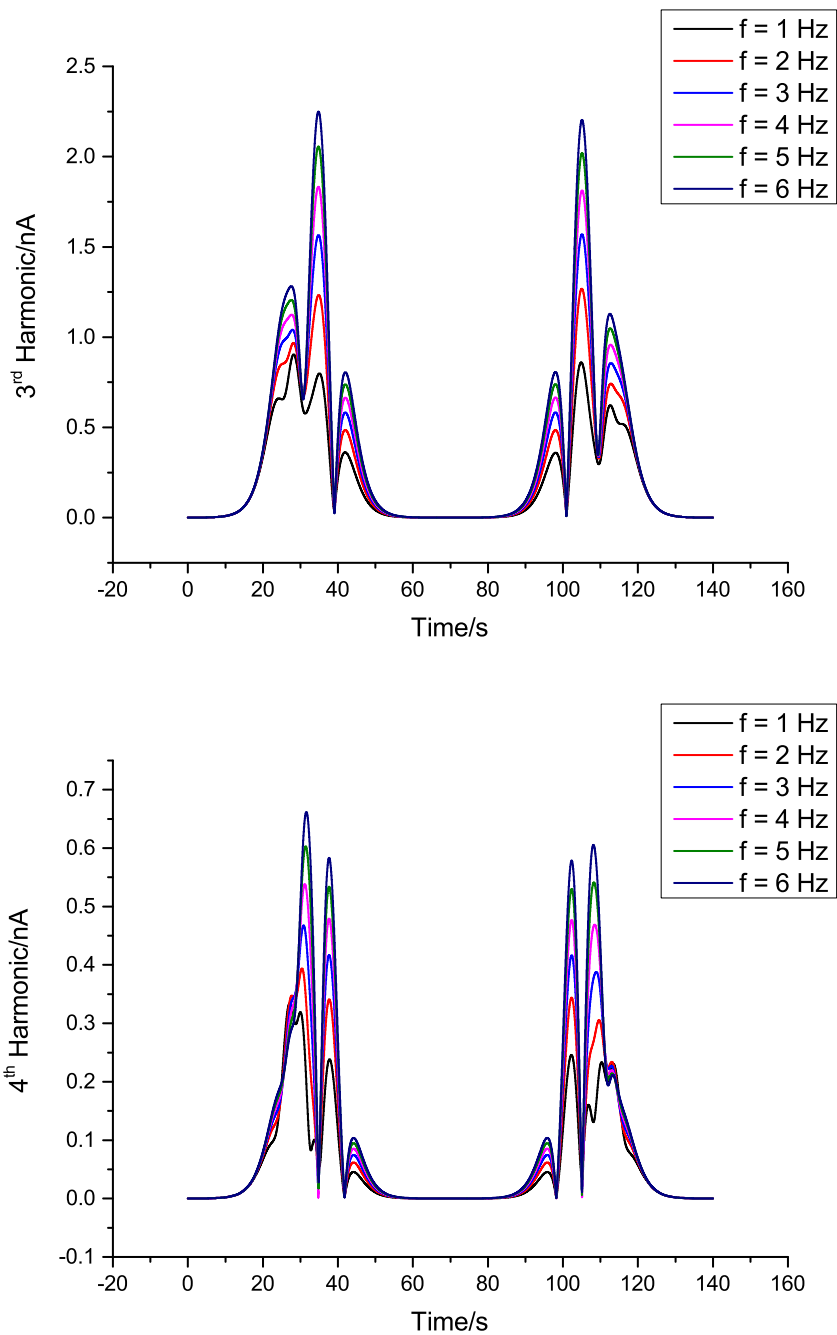 f = 1 Hz
f = 2 Hz
f = 3 Hz
f = 4 Hz
f = 5 Hz
f = 6 Hz
2.5
2.0
1.5
1.0
0.5
0.0
3rd Harmonic/nA
-20 0 20 40 60 80 100 120 140 160
Time/s
f = 1 Hz
f = 2 Hz
f = 3 Hz
f = 4 Hz
f = 5 Hz
f = 6 Hz
0.7
0.6
0.5
0.4
0.3
0.2
0.1
0.0
-0.1
4th Harmonic/nA
-20 0 20 40 60 80 100 120 140 160
Time/s